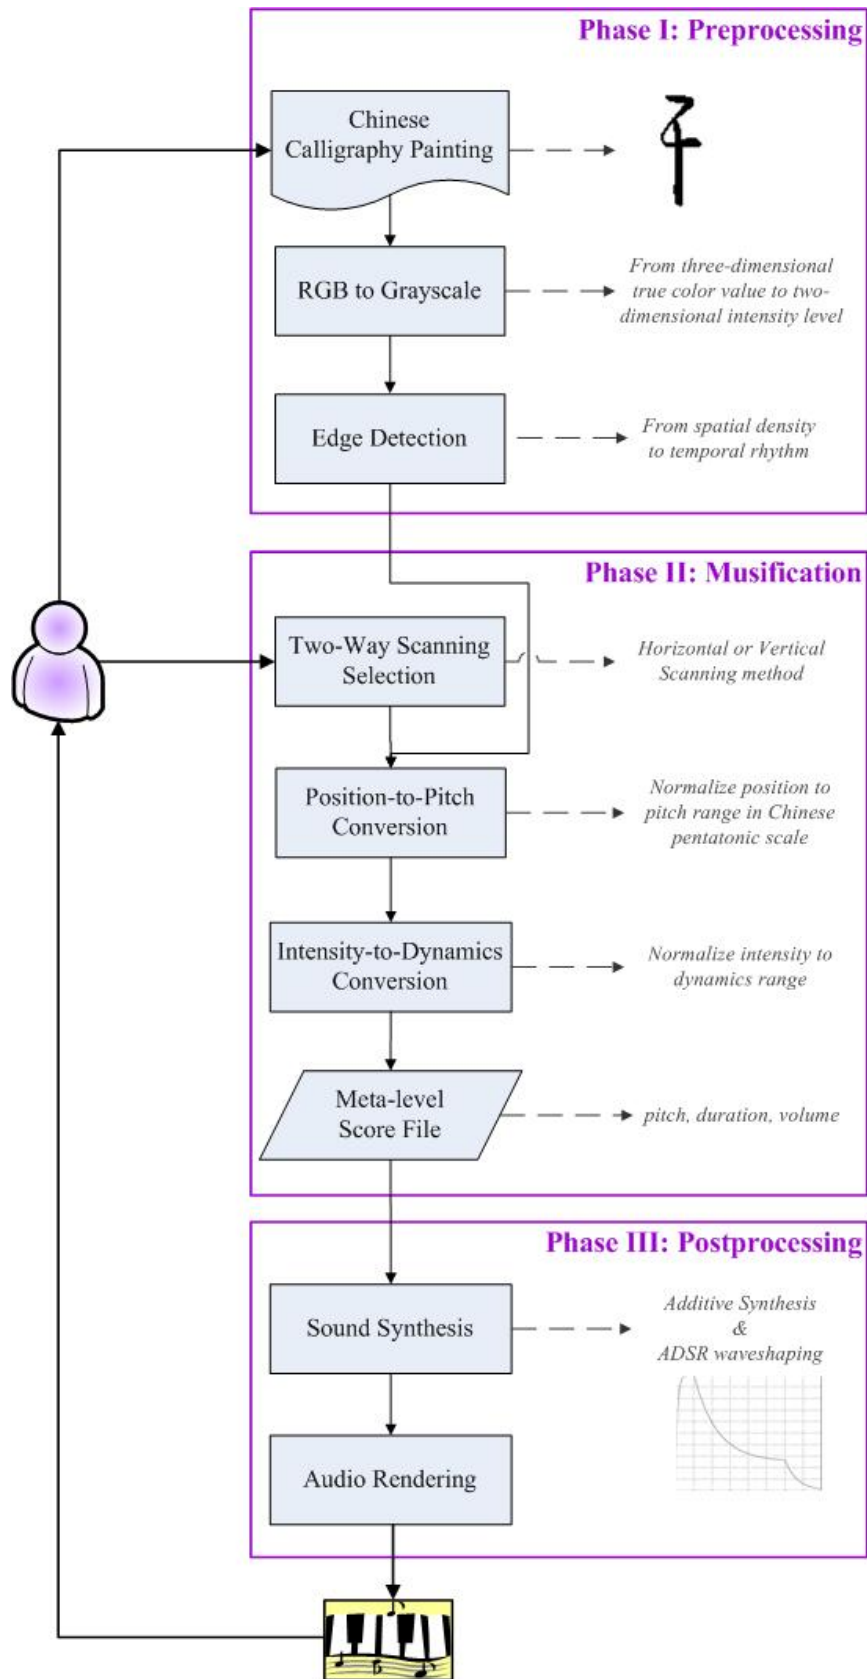 Phase I: Preprocessing
Chinese
Calligraphy Painting
RGB to Grayscale
From three-dimensional
true color value to two-
dimensional intensity level
Edge Detection
From spatial density
to temporal rhythm
Phase II: Musification
Two-Way Scanning
Selection
Horizontal or Vertical
Scanning method
Position-to-Pitch
Conversion
Normalize position to
pitch range in Chinese
pentatonic scale
Intensity-to-Dynamics
Conversion
Normalize intensity to
dynamics range
Meta-level
Score File
pitch, duration, volume
Phase III: Postprocessing
Sound Synthesis
Additive Synthesis
&
ADSR waveshaping
Audio Rendering